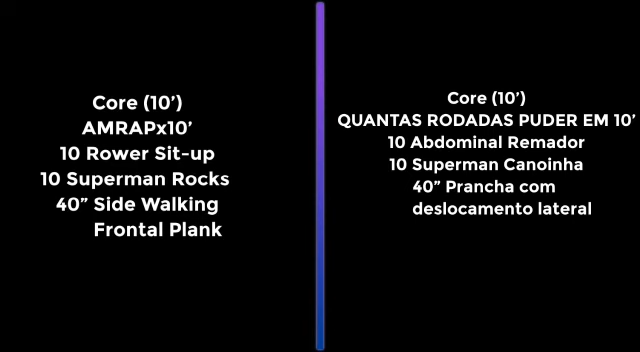 Core (10’)
AMRAPx10’
10 Rower Sit-up
10 Superman Rocks
40” Side Walking
Frontal Plank
Core (10’)
QUANTAS RODADAS PUDER EM 10’
10 Abdominal Remador
10 Superman Canoinha
40” Prancha com
deslocamento lateral